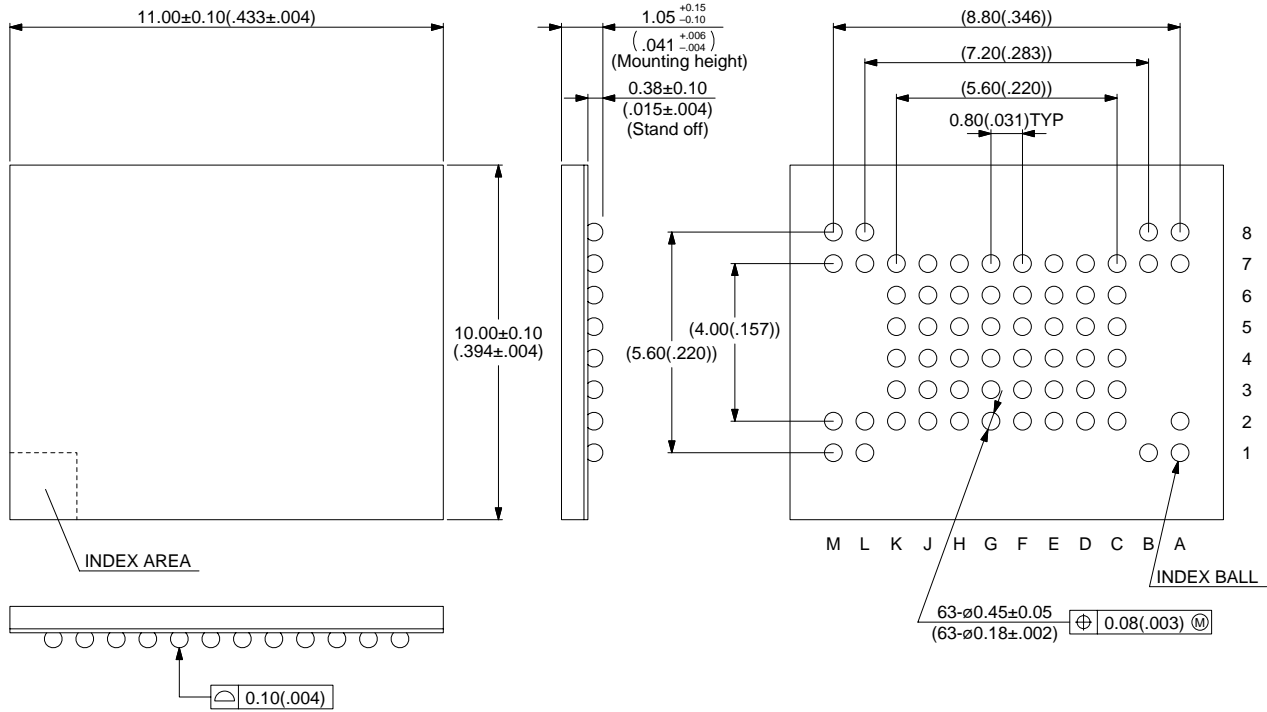 11.00±0.10(.433±.004)
1.05 +0.15 −0.10
(.041 +.006 −.004)
(Mounting height)
0.38±0.10
(.015±.004)
(Stand off)
(8.80(.346))
(7.20(.283))
(5.60(.220))
0.80(.031)TYP
10.00±0.10
(.394±.004)
(5.60(.220))
(4.00(.157))
8
7
6
5
4
3
2
1
M L K J H G F E D C B A
INDEX AREA
INDEX BALL
63-ø0.45±0.05
(63-ø0.18±.002)
⌖ 0.08(.003) Ⓜ
⌓ 0.10(.004)